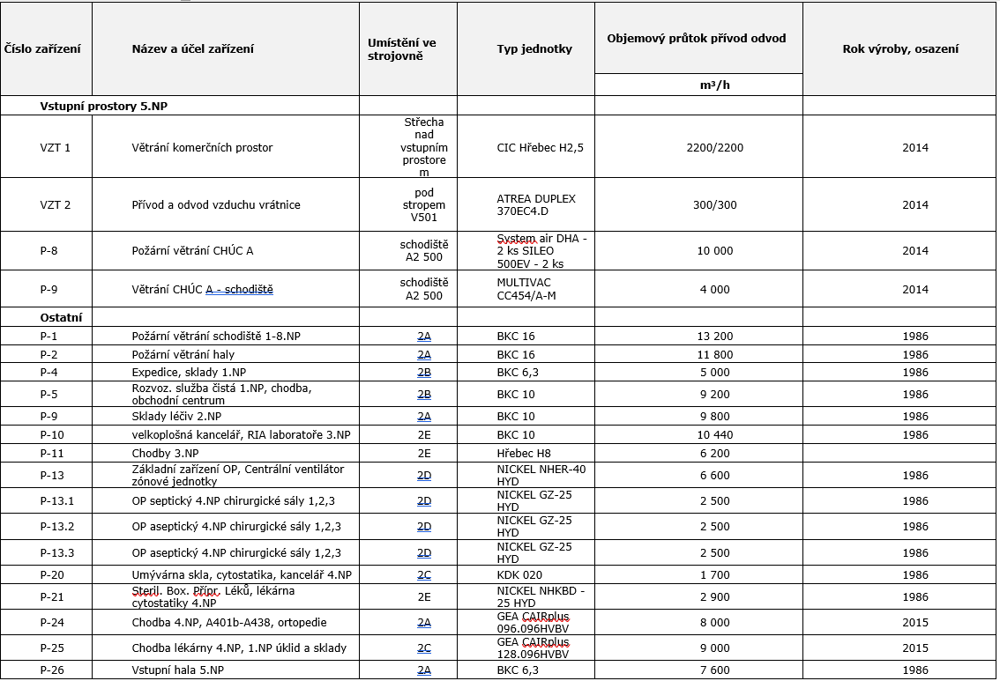 Číslo zařízení Název a účel zařízení Umístění ve strojovně Typ jednotky Objemový průtok přívod odvod Rok výroby, osazení
m³/h
Vstupní prostory 5.NP
VZT 1 Větrání komerčních prostor Střecha nad vstupním prostorem CIC Hřebec H2,5 2200/2200 2014
VZT 2 Přívod a odvod vzduchu vrátnice pod stropem V501 ATREA DUPLEX 370EC4.D 300/300 2014
P-8 Požární větrání CHÚC A schodiště A2 500 System air DHA - 2 ks SILEO 500EV - 2 ks 10 000 2014
P-9 Větrání CHÚC A - schodiště schodiště A2 500 MULTIVAC CC454/A-M 4 000 2014
Ostatní
P-1 Požární větrání schodiště 1-8.NP 2A BKC 16 13 200 1986
P-2 Požární větrání haly 2A BKC 16 11 800 1986
P-4 Expedice, sklady 1.NP 2B BKC 6,3 5 000 1986
P-5 Rozvoz. služba čistá 1.NP, chodba, obchodní centrum 2B BKC 10 9 200 1986
P-9 Sklady léčiv 2.NP 2A BKC 10 9 800 1986
P-10 velkoplošná kancelář, RIA laboratoře 3.NP 2E BKC 10 10 440 1986
P-11 Chodby 3.NP 2E Hřebec H8 6 200
P-13 Základní zařízení OP, Centrální ventilátor zónové jednotky 2D NICKEL NHER-40 HYD 6 600 1986
P-13.1 OP septický 4.NP chirurgické sály 1,2,3 2D NICKEL GZ-25 HYD 2 500 1986
P-13.2 OP aseptický 4.NP chirurgické sály 1,2,3 2D NICKEL GZ-25 HYD 2 500 1986
P-13.3 OP aseptický 4.NP chirurgické sály 1,2,3 2D NICKEL GZ-25 HYD 2 500 1986
P-20 Umývárna skla, cytostatika, kancelář 4.NP 2C KDK 020 1 700 1986
P-21 Steril. Box. Přípr. Léků, lékárna cytostatiky 4.NP 2E NICKEL NHKBD - 25 HYD 2 900 1986
P-24 Chodba 4.NP, A401b-A438, ortopedie 2A GEA CAIRplus 096.096HVBV 8 000 2015
P-25 Chodba lékárny 4.NP, 1.NP úklid a sklady 2C GEA CAIRplus 128.096HVBV 9 000 2015
P-26 Vstupní hala 5.NP 2A BKC 6,3 7 600 1986